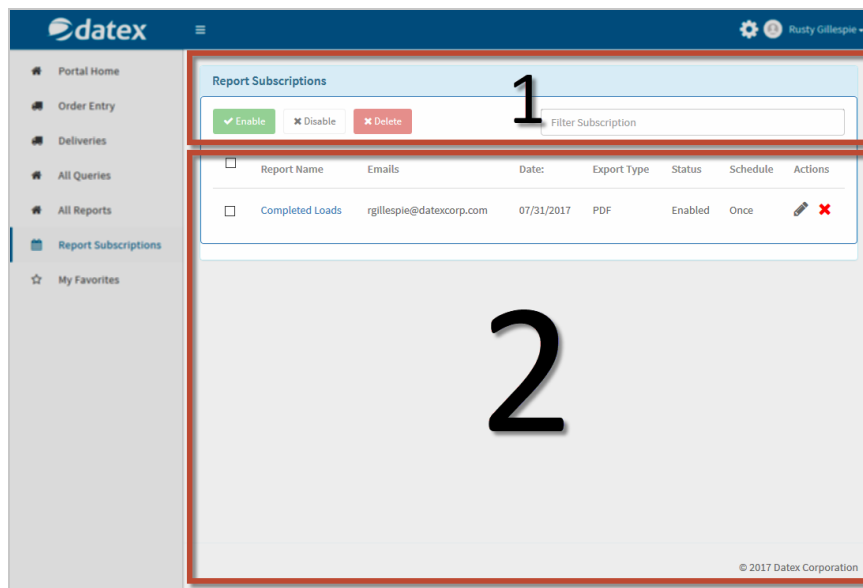 datex
Rusty Gillespie
Portal Home
Order Entry
Deliveries
All Queries
All Reports
Report Subscriptions
My Favorites
Report Subscriptions
1
Enable
Disable
Delete
Filter Subscription
Report Name Emails Date: Export Type Status Schedule Actions
Completed Loads rgillespie@datexcorp.com 07/31/2017 PDF Enabled Once
2
© 2017 Datex Corporation